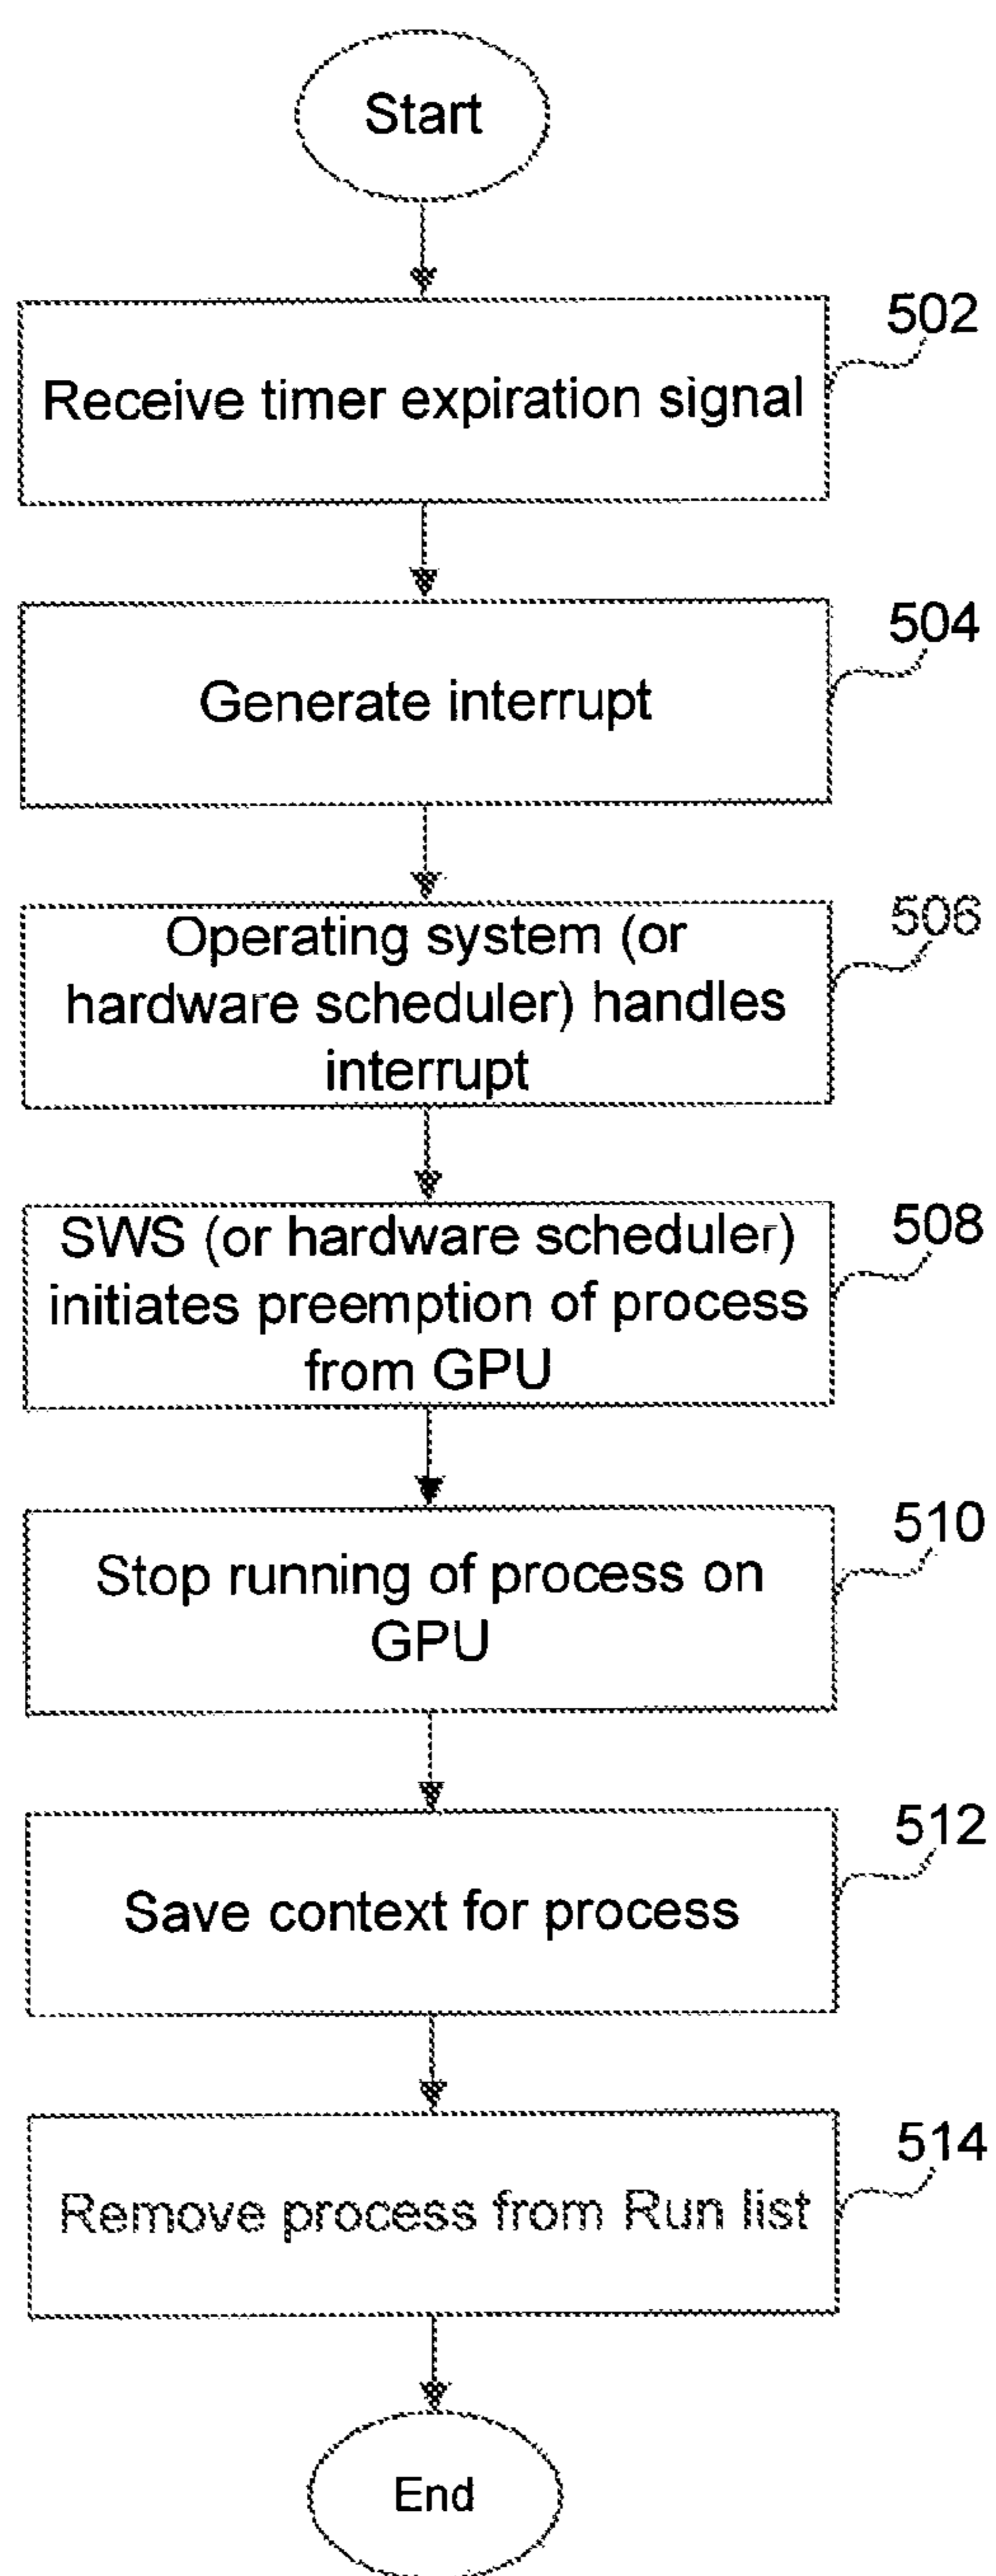 Start
502
Receive timer expiration signal
504
Generate interrupt
506
Operating system (or
hardware scheduler) handles
interrupt
508
SWS (or hardware scheduler)
initiates preemption of process
from GPU
510
Stop running of process on
GPU
512
Save context for process
514
Remove process from Run list
End